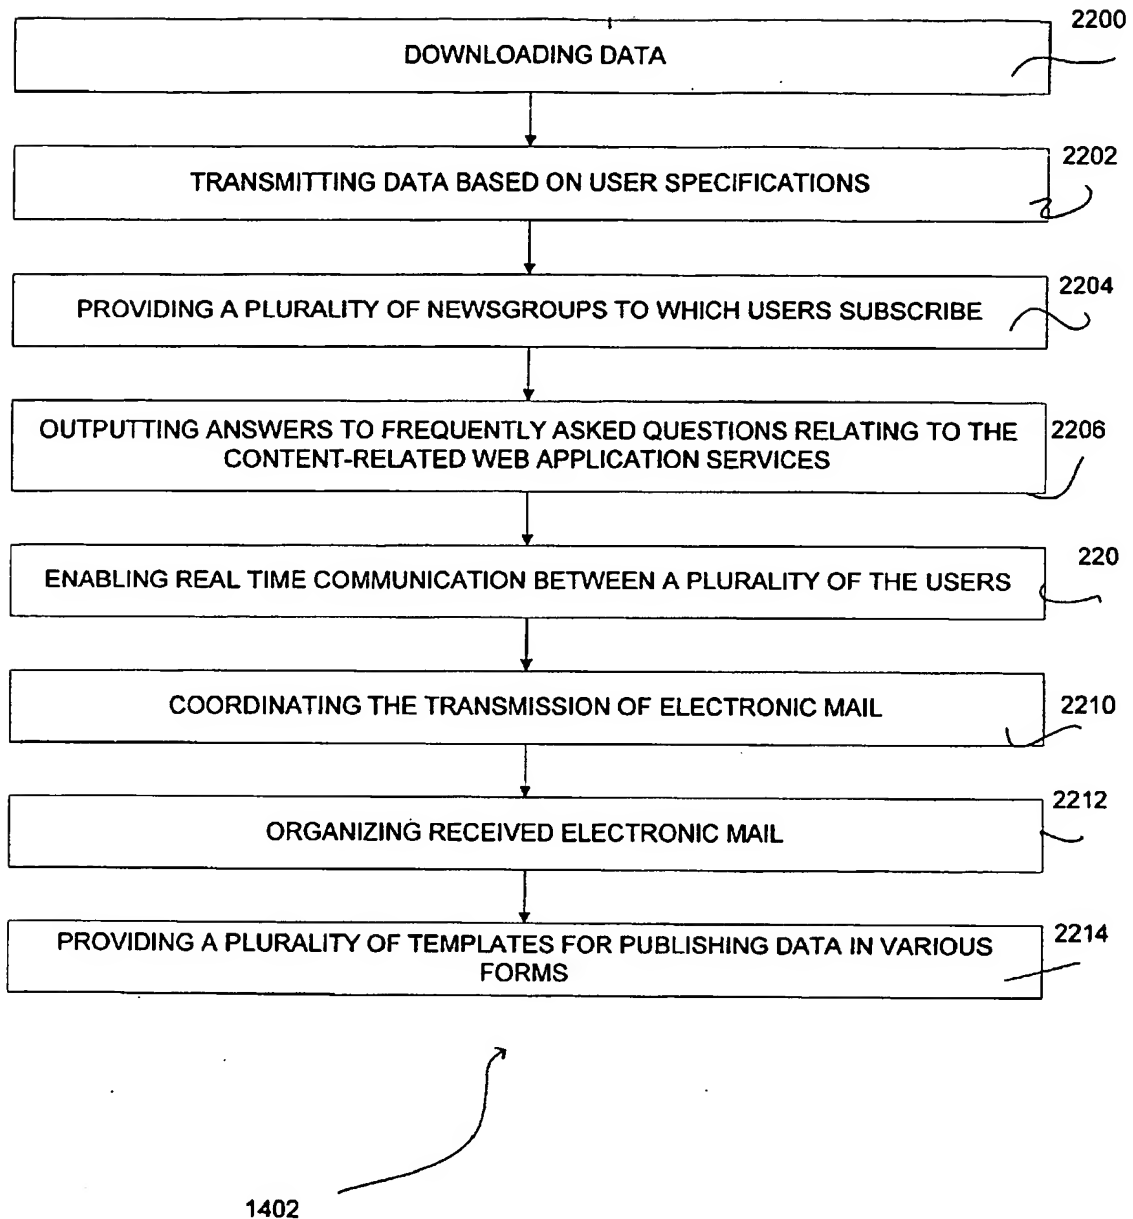 2200
DOWNLOADING DATA
2202
TRANSMITTING DATA BASED ON USER SPECIFICATIONS
2204
PROVIDING A PLURALITY OF NEWSGROUPS TO WHICH USERS SUBSCRIBE
OUTPUTTING ANSWERS TO FREQUENTLY ASKED QUESTIONS RELATING TO THE
2206
CONTENT-RELATED WEB APPLICATION SERVICES
220
ENABLING REAL TIME COMMUNICATION BETWEEN A PLURALITY OF THE USERS
2210
COORDINATING THE TRANSMISSION OF ELECTRONIC MAIL
2212
ORGANIZING RECEIVED ELECTRONIC MAIL
2214
PROVIDING A PLURALITY OF TEMPLATES FOR PUBLISHING DATA IN VARIOUS
FORMS
1402